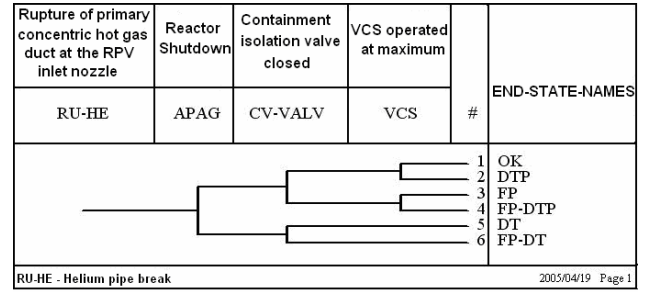 Rupture of primary
concentric hot gas
duct at the RPV
inlet nozzle
Reactor
Shutdown
Containment
isolation valve
closed
VCS operated
at maximum
END-STATE-NAMES
RU-HE
APAG
CV-VALV
VCS
#
1 OK
2 DTP
3 FP
4 FP-DTP
5 DT
6 FP-DT
RU-HE - Helium pipe break
2005/04/19 Page 1